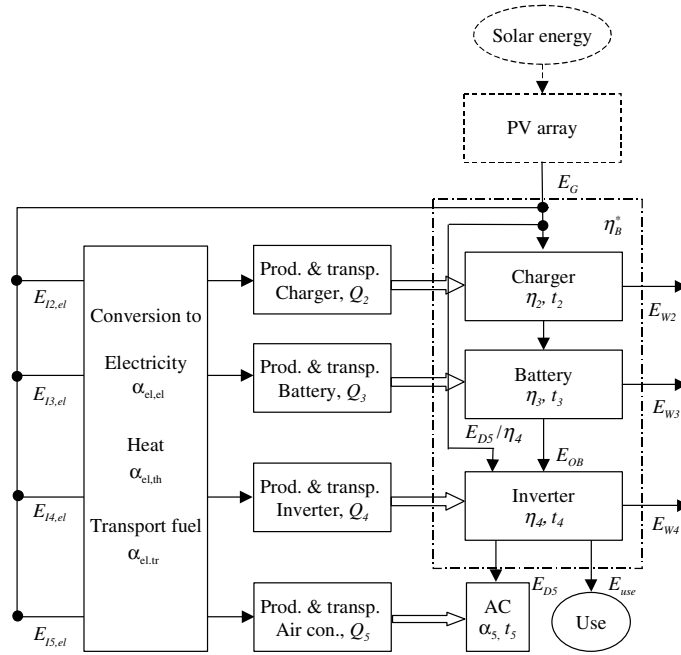 Solar energy
PV array
E_G
η*_B
Prod. & transp.
Charger, Q_2
Charger
η_2, t_2
E_W2
E_I2,el
Conversion to
Electricity
α_el,el
Heat
α_el,th
Transport fuel
α_el.tr
E_I3,el
Prod. & transp.
Battery, Q_3
Battery
η_3, t_3
E_W3
E_D5/η_4
E_OB
E_I4,el
Prod. & transp.
Inverter, Q_4
Inverter
η_4, t_4
E_W4
E_D5
E_use
E_I5,el
Prod. & transp.
Air con., Q_5
AC
α_5, t_5
Use